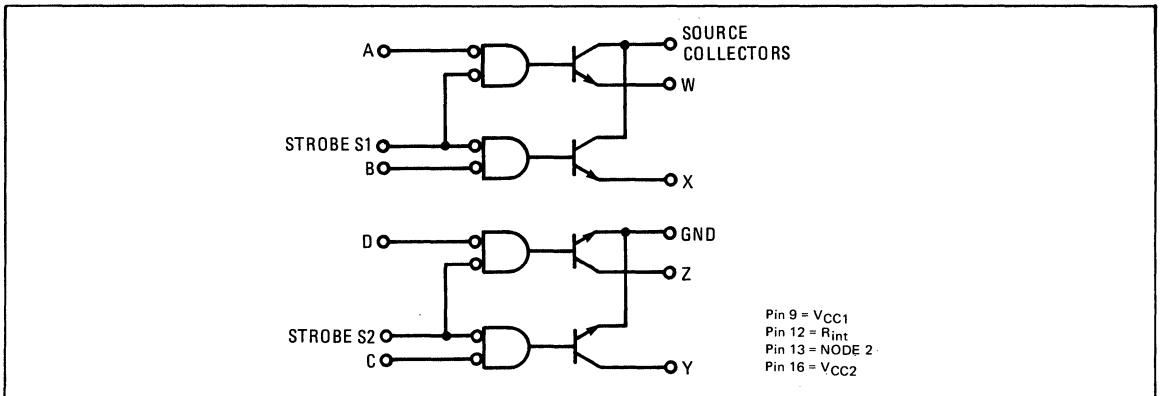 SOURCE
COLLECTORS
A
W
STROBE S1
B
X
D
GND
Z
STROBE S2
C
Y
Pin 9 = VCC1
Pin 12 = Rint
Pin 13 = NODE 2
Pin 16 = VCC2